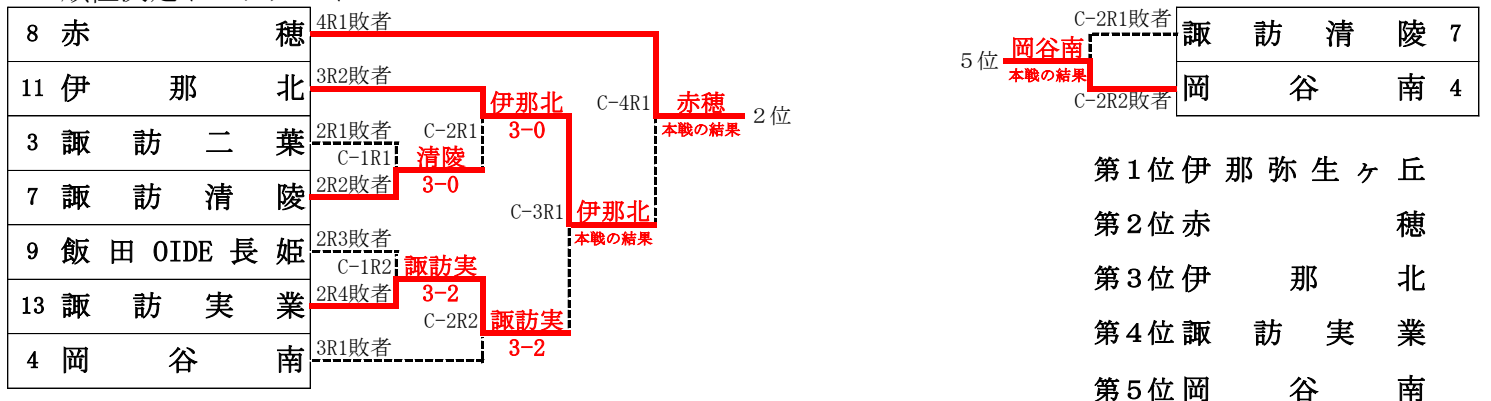 8 赤穂
4R1敗者
11 伊那北
3R2敗者
3 諏訪二葉
2R1敗者
7 諏訪清陵
2R2敗者
9 飯田OIDE長姫
2R3敗者
13 諏訪実業
2R4敗者
4 岡谷南
3R1敗者
C-1R1
清陵
3-0
C-1R2
諏訪実
3-2
C-2R1
伊那北
3-0
C-2R2
諏訪実
3-2
C-3R1
伊那北
本戦の結果
C-4R1
赤穂
本戦の結果
2位
5位
岡谷南
本戦の結果
C-2R1敗者
諏訪清陵 7
C-2R2敗者
岡谷南 4
第1位 伊那弥生ヶ丘
第2位 赤穂
第3位 伊那北
第4位 諏訪実業
第5位 岡谷南